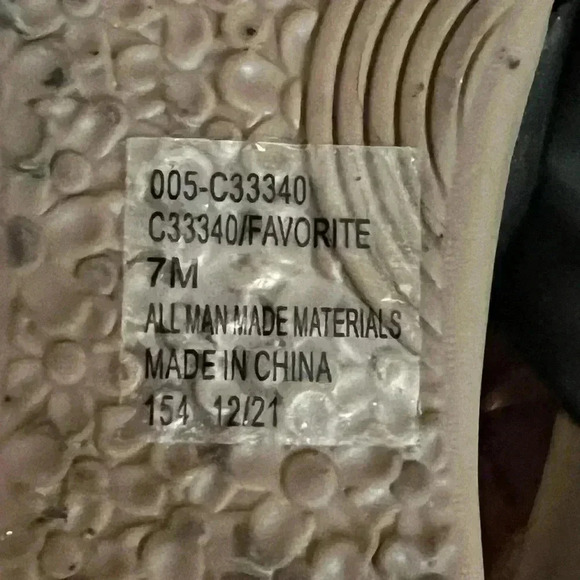 005-C33340
C33340/FAVORITE
7M
ALL MAN MADE MATERIALS
MADE IN CHINA
154 12/21